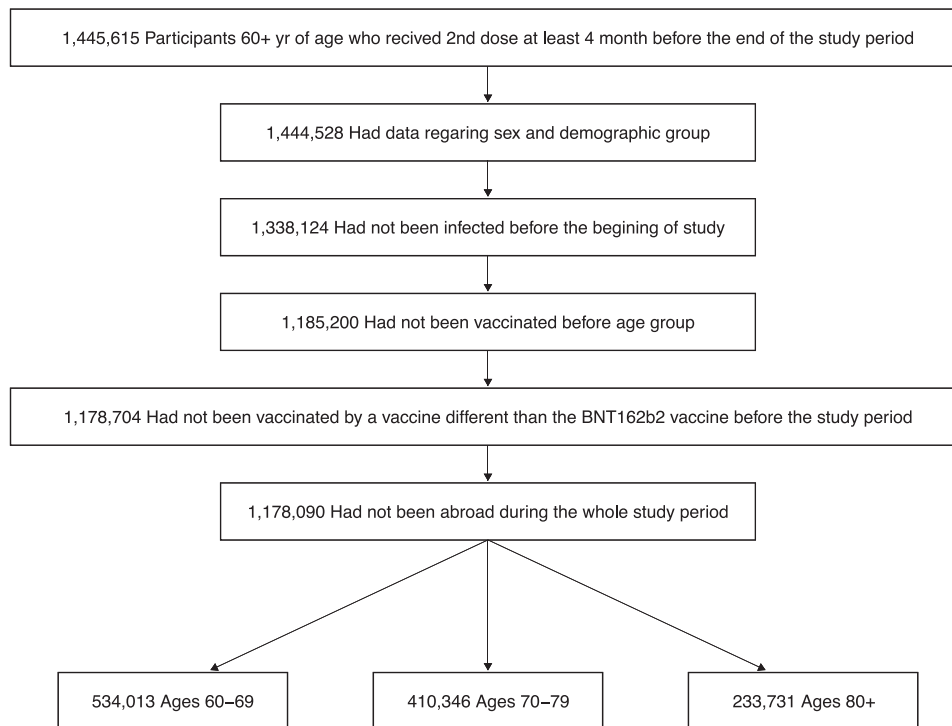 1,445,615 Participants 60+ yr of age who recived 2nd dose at least 4 month before the end of the study period
1,444,528 Had data regaring sex and demographic group
1,338,124 Had not been infected before the begining of study
1,185,200 Had not been vaccinated before age group
1,178,704 Had not been vaccinated by a vaccine different than the BNT162b2 vaccine before the study period
1,178,090 Had not been abroad during the whole study period
534,013 Ages 60–69
410,346 Ages 70–79
233,731 Ages 80+